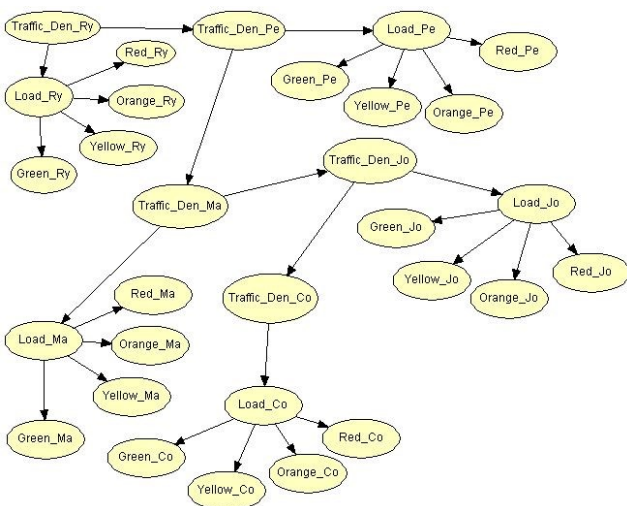 Traffic_Den_Ry
Traffic_Den_Pe
Load_Pe
Red_Ry
Red_Pe
Green_Pe
Load_Ry
Orange_Ry
Yellow_Pe
Orange_Pe
Yellow_Ry
Green_Ry
Traffic_Den_Jo
Traffic_Den_Ma
Load_Jo
Green_Jo
Yellow_Jo
Red_Jo
Orange_Jo
Red_Ma
Traffic_Den_Co
Load_Ma
Orange_Ma
Yellow_Ma
Load_Co
Green_Ma
Red_Co
Green_Co
Orange_Co
Yellow_Co